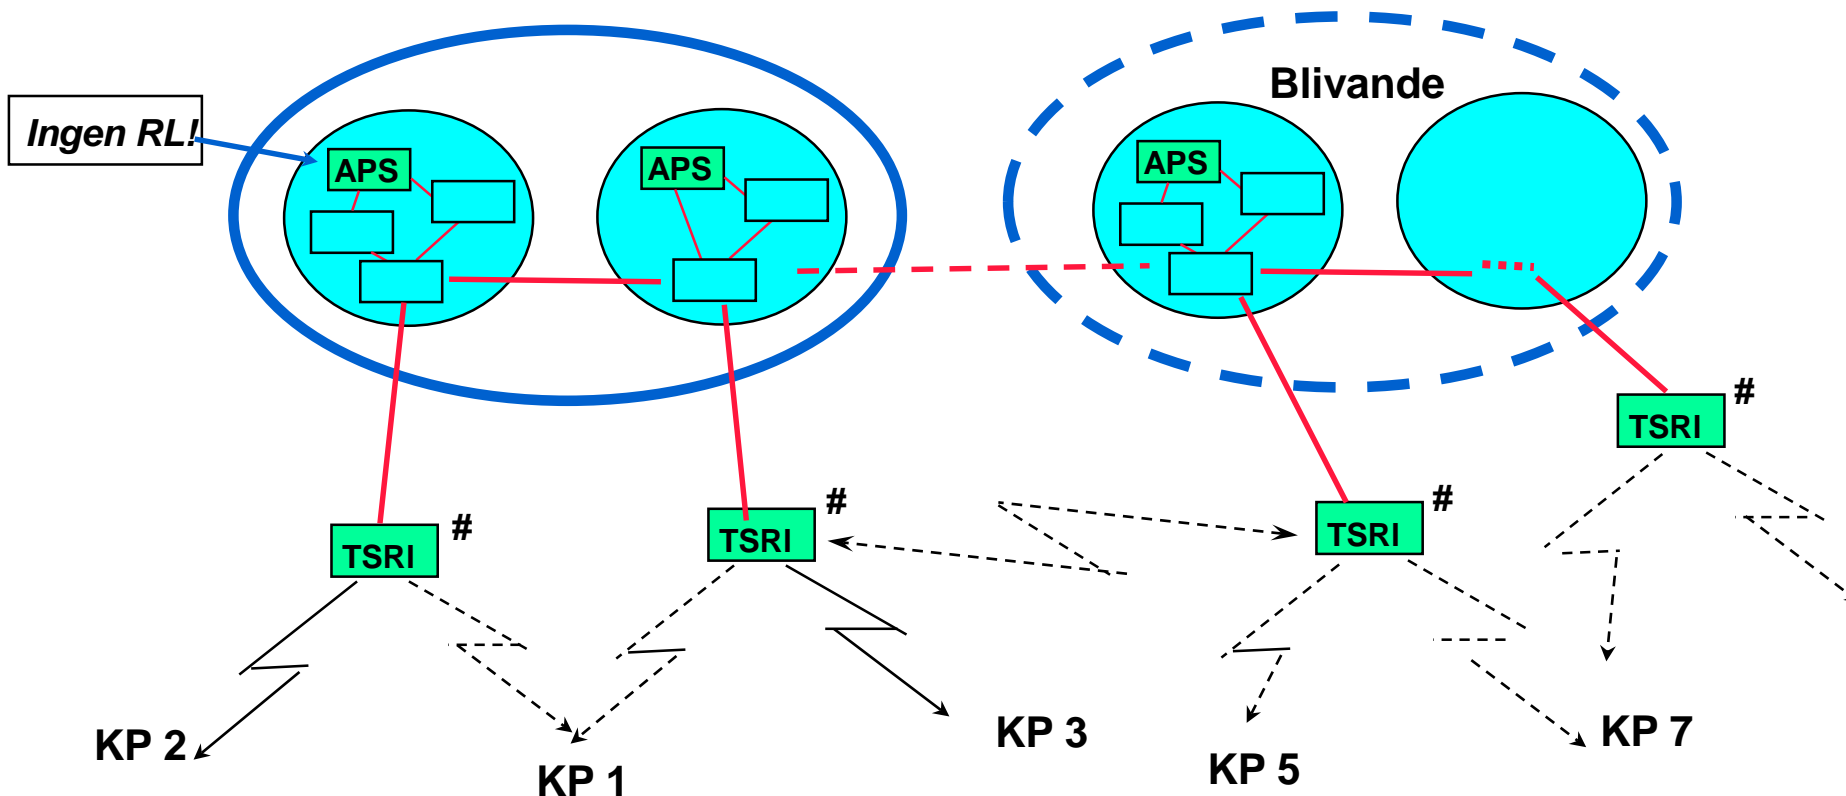 Blivande
Ingen RL!
APS
APS
APS
#
TSRI
#
TSRI
#
TSRI
#
TSRI
KP 2
KP 1
KP 3
KP 5
KP 7